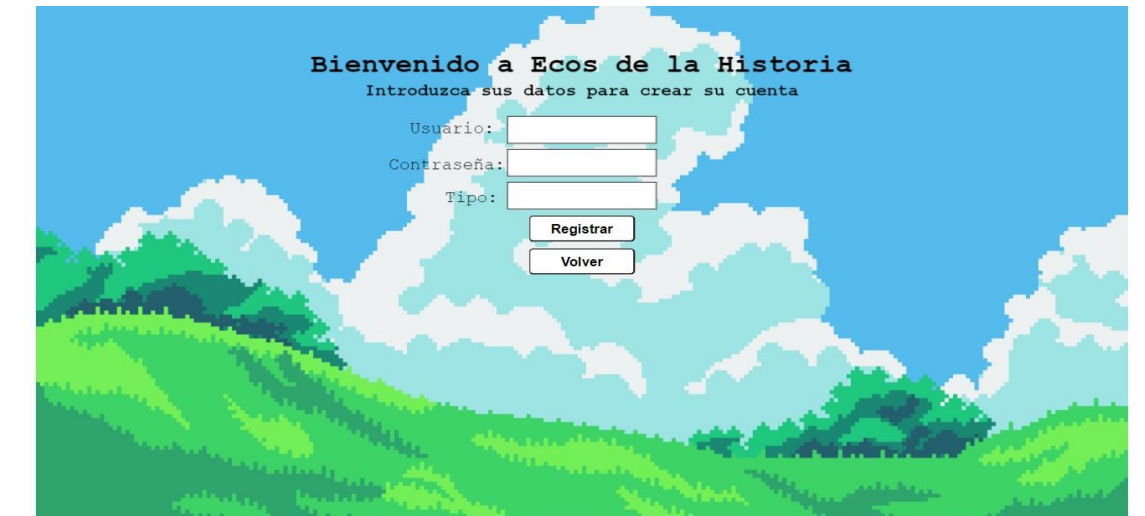 Bienvenido a Ecos de la Historia
Introduzca sus datos para crear su cuenta
Usuario:
Contraseña:
Tipo:
Registrar
Volver